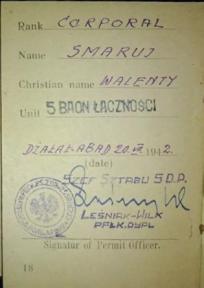 Rank CORPORAL
Name SMARUJ
Christian name WALENTY
Unit 5 BAON ŁĄCZNOŚCI
DZIAŁAŁ-ABAD 20.VI 1942.
(date)
SZEF SZTABU 5 D.P.
LEŚNIAK-WILK
PPŁK.DYPL
Signatur of Permit Officer.
18